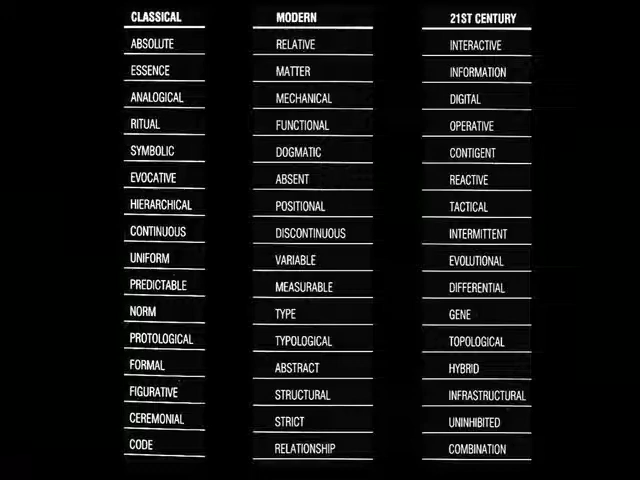 CLASSICAL MODERN 21ST CENTURY
ABSOLUTE RELATIVE INTERACTIVE
ESSENCE MATTER INFORMATION
ANALOGICAL MECHANICAL DIGITAL
RITUAL FUNCTIONAL OPERATIVE
SYMBOLIC DOGMATIC CONTIGENT
EVOCATIVE ABSENT REACTIVE
HIERARCHICAL POSITIONAL TACTICAL
CONTINUOUS DISCONTINUOUS INTERMITTENT
UNIFORM VARIABLE EVOLUTIONAL
PREDICTABLE MEASURABLE DIFFERENTIAL
NORM TYPE GENE
PROTOLOGICAL TYPOLOGICAL TOPOLOGICAL
FORMAL ABSTRACT HYBRID
FIGURATIVE STRUCTURAL INFRASTRUCTURAL
CEREMONIAL STRICT UNINHIBITED
CODE RELATIONSHIP COMBINATION